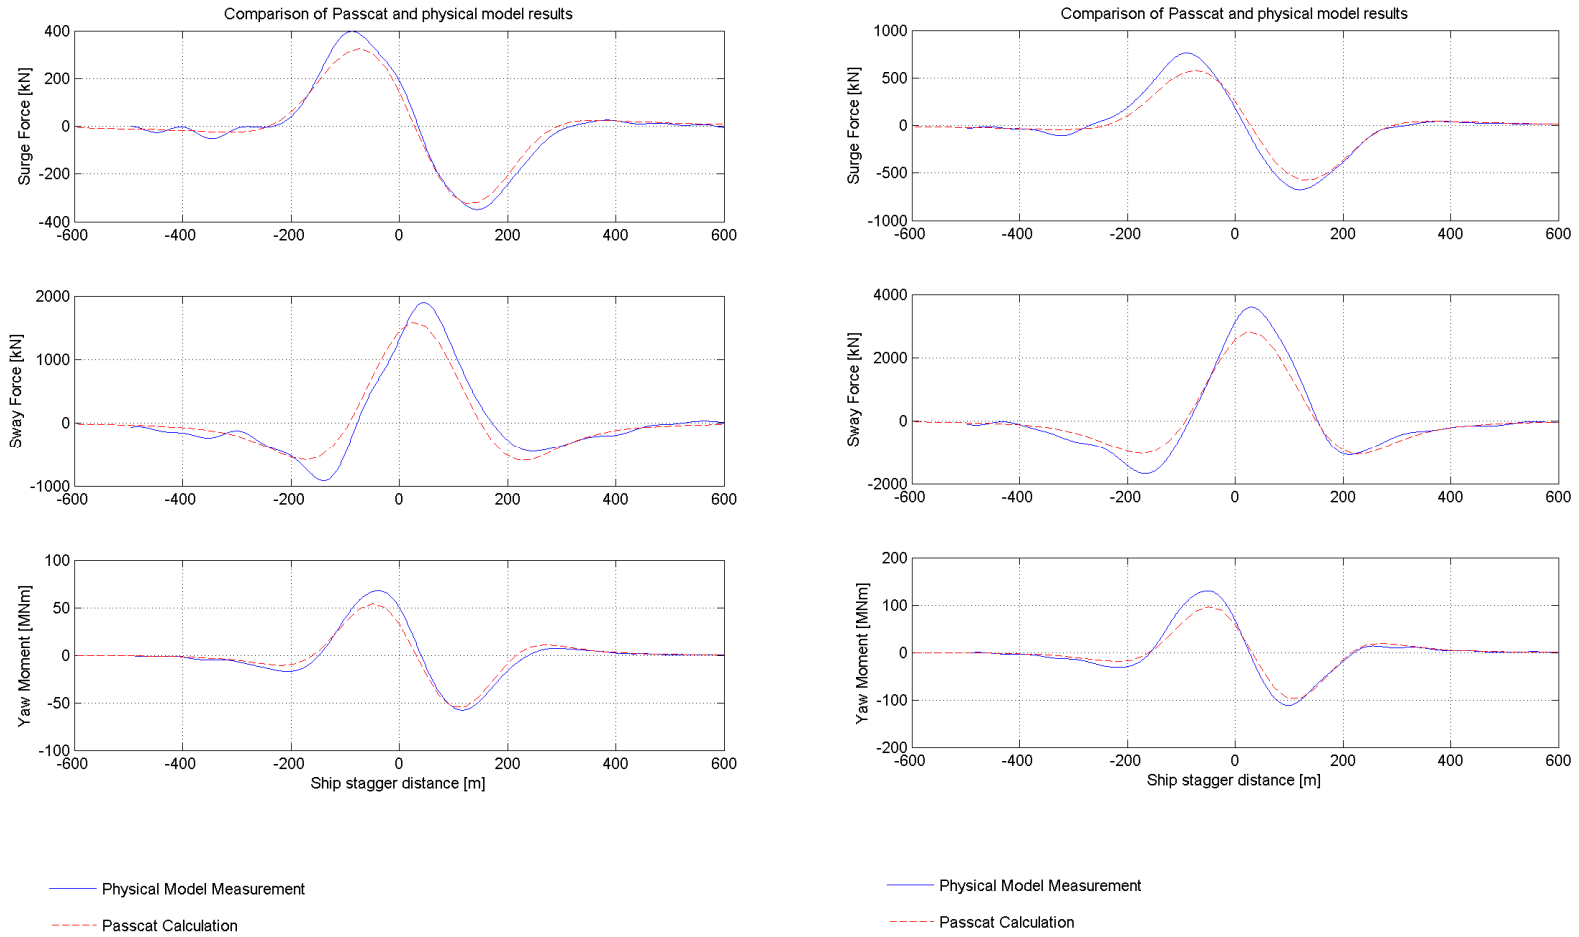 Comparison of Passcat and physical model results
400
200
0
-200
-400
Surge Force [kN]
-600 -400 -200 0 200 400 600
2000
1000
0
-1000
Sway Force [kN]
-600 -400 -200 0 200 400 600
100
50
0
-50
-100
Yaw Moment [MNm]
-600 -400 -200 0 200 400 600
Ship stagger distance [m]
Physical Model Measurement
Passcat Calculation
Comparison of Passcat and physical model results
1000
500
0
-500
-1000
Surge Force [kN]
-600 -400 -200 0 200 400 600
4000
2000
0
-2000
Sway Force [kN]
-600 -400 -200 0 200 400 600
200
100
0
-100
-200
Yaw Moment [MNm]
-600 -400 -200 0 200 400 600
Ship stagger distance [m]
Physical Model Measurement
Passcat Calculation